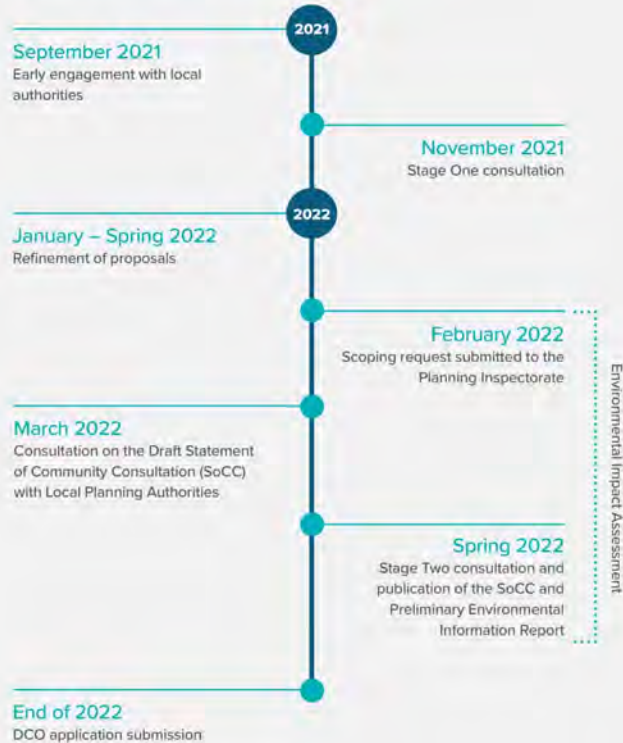 2021
September 2021
Early engagement with local
authorities
November 2021
Stage One consultation
2022
January – Spring 2022
Refinement of proposals
February 2022
Scoping request submitted to the
Planning Inspectorate
March 2022
Consultation on the Draft Statement
of Community Consultation (SoCC)
with Local Planning Authorities
Spring 2022
Stage Two consultation and
publication of the SoCC and
Preliminary Environmental
Information Report
Environmental Impact Assessment
End of 2022
DCO application submission